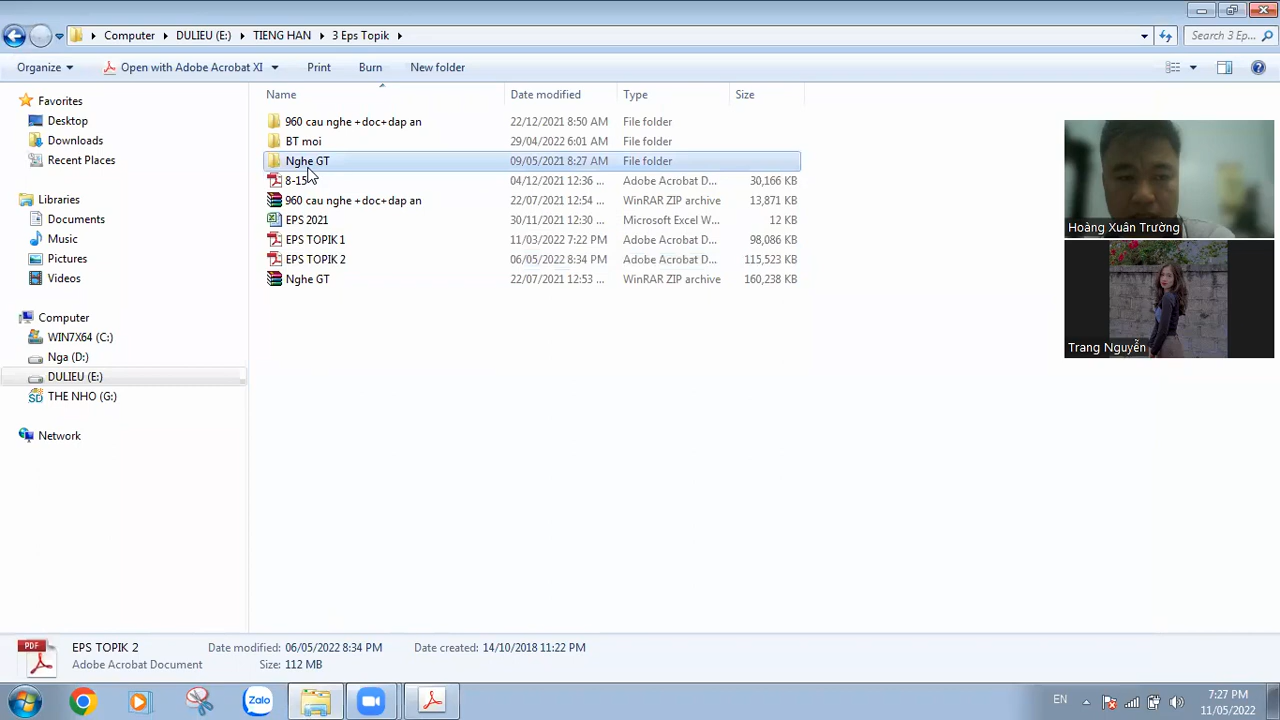 Computer DULIEU (E:) TIENG HAN 3 Eps Topik Search 3 Ep...
Organize Open with Adobe Acrobat XI Print Burn New folder
Favorites
Desktop
Downloads
Recent Places
Libraries
Documents
Music
Pictures
Videos
Computer
WIN7X64 (C:)
Nga (D:)
DULIEU (E:)
THE NHO (G:)
Network
Name Date modified Type Size
960 cau nghe +doc+dap an 22/12/2021 8:50 AM File folder
BT moi 29/04/2022 6:01 AM File folder
Nghe GT 09/05/2021 8:27 AM File folder
8-15 04/12/2021 12:36 ... Adobe Acrobat D... 30,166 KB
960 cau nghe +doc+dap an 22/07/2021 12:54 ... WinRAR ZIP archive 13,871 KB
EPS 2021 30/11/2021 12:30 ... Microsoft Excel W... 12 KB
EPS TOPIK 1 11/03/2022 7:22 PM Adobe Acrobat D... 98,086 KB
EPS TOPIK 2 06/05/2022 8:34 PM Adobe Acrobat D... 115,523 KB
Nghe GT 22/07/2021 12:53 ... WinRAR ZIP archive 160,238 KB
Hoàng Xuân Trường
Trang Nguyễn
PDF
EPS TOPIK 2 Date modified: 06/05/2022 8:34 PM Date created: 14/10/2018 11:22 PM
Adobe Acrobat Document Size: 112 MB
Zalo
EN
7:27 PM
11/05/2022